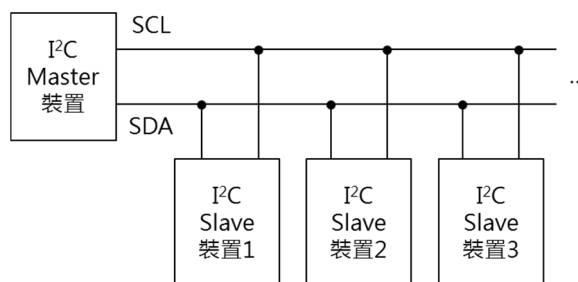 SCL
I²C
Master
裝置
SDA
...
I²C
Slave
裝置1
I²C
Slave
裝置2
I²C
Slave
裝置3